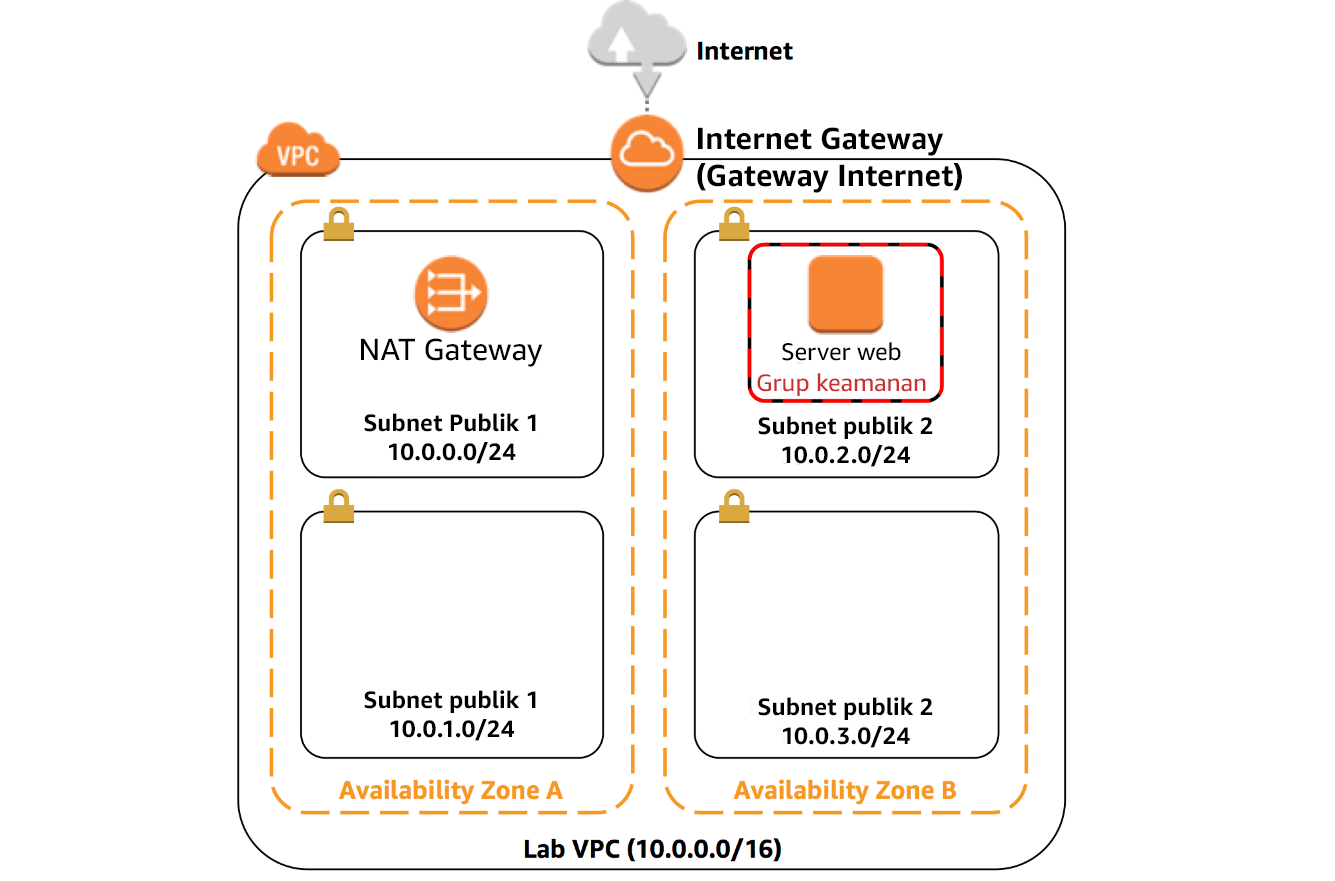 Internet
VPC
Internet Gateway
(Gateway Internet)
NAT Gateway
Subnet Publik 1
10.0.0.0/24
Server web
Grup keamanan
Subnet publik 2
10.0.2.0/24
Subnet publik 1
10.0.1.0/24
Subnet publik 2
10.0.3.0/24
Availability Zone A
Availability Zone B
Lab VPC (10.0.0.0/16)